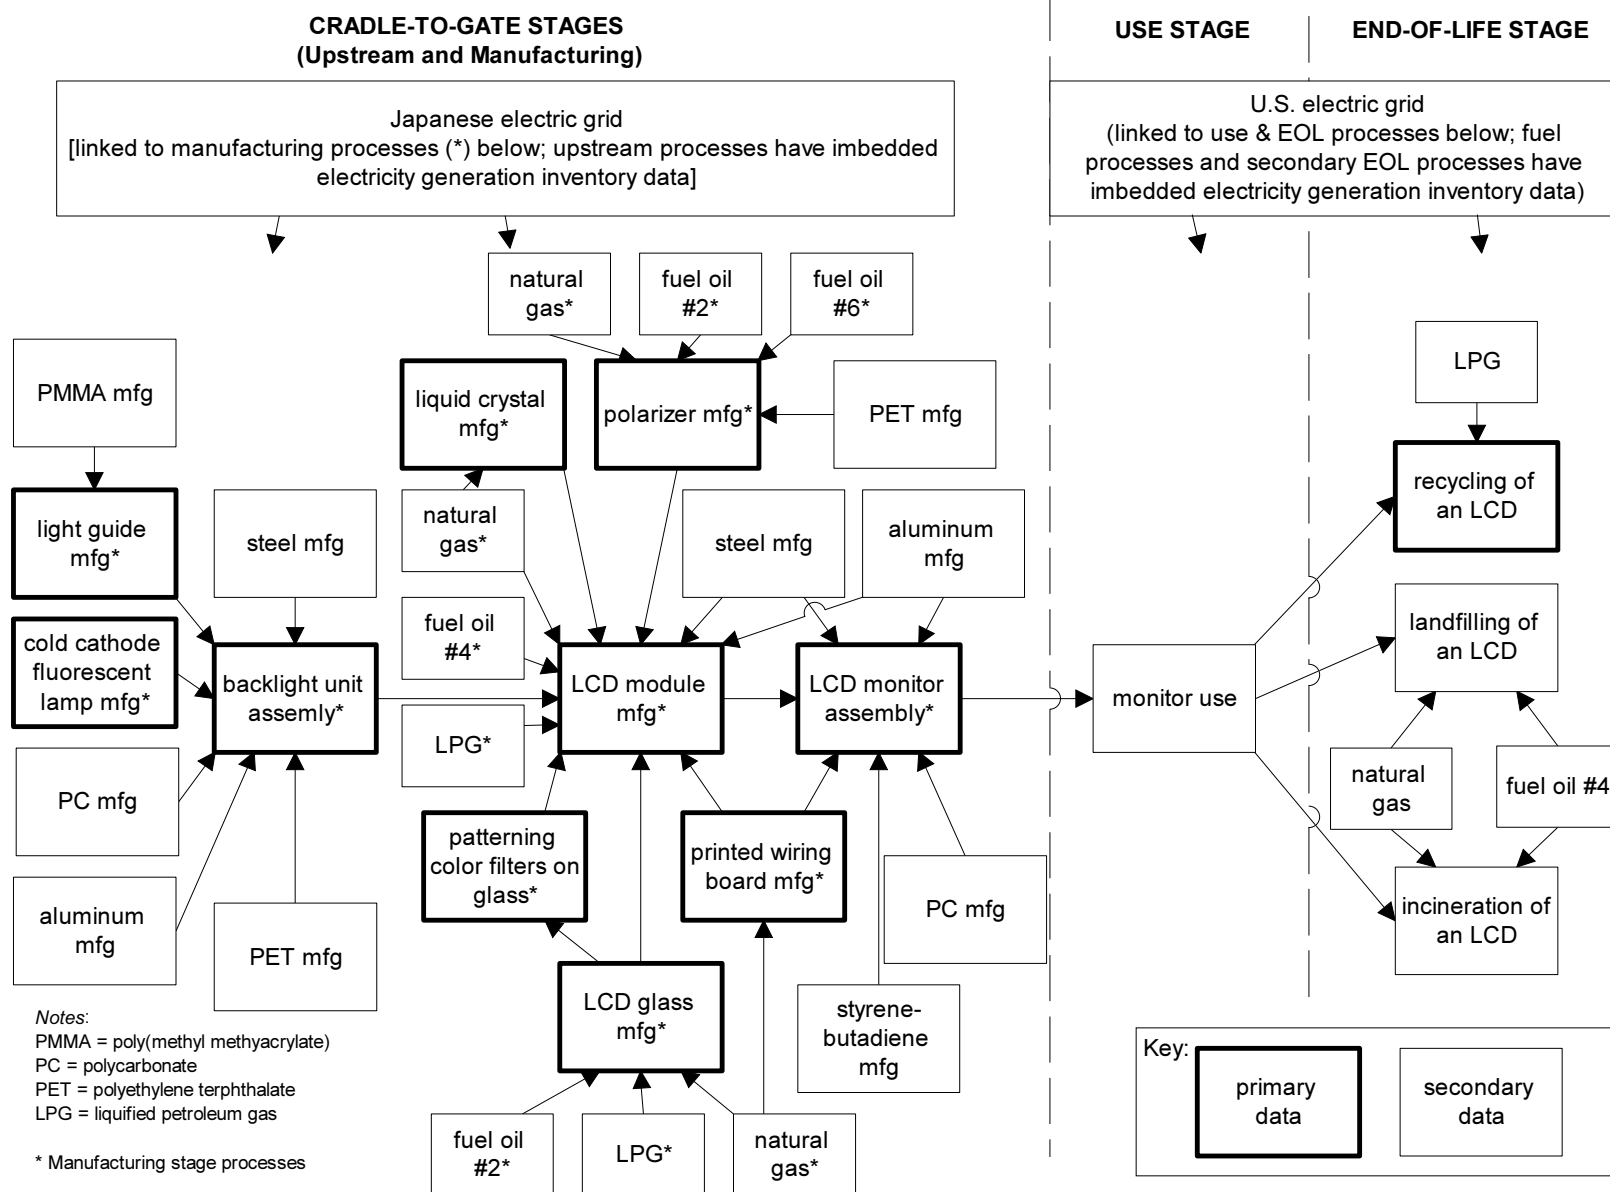 CRADLE-TO-GATE STAGES
(Upstream and Manufacturing)
USE STAGE
END-OF-LIFE STAGE
Japanese electric grid
[linked to manufacturing processes (*) below; upstream processes have imbedded
electricity generation inventory data]
U.S. electric grid
(linked to use & EOL processes below; fuel
processes and secondary EOL processes have
imbedded electricity generation inventory data)
natural
gas*
fuel oil
#2*
fuel oil
#6*
PMMA mfg
liquid crystal
mfg*
polarizer mfg*
PET mfg
LPG
light guide
mfg*
steel mfg
natural
gas*
steel mfg
aluminum
mfg
recycling of
an LCD
cold cathode
fluorescent
lamp mfg*
backlight unit
assemly*
fuel oil
#4*
LCD module
mfg*
LCD monitor
assembly*
monitor use
landfilling of
an LCD
LPG*
PC mfg
natural
gas
fuel oil #4
patterning
color filters on
glass*
printed wiring
board mfg*
PC mfg
incineration of
an LCD
aluminum
mfg
PET mfg
LCD glass
mfg*
styrene-
butadiene
mfg
Notes:
PMMA = poly(methyl methyacrylate)
PC = polycarbonate
PET = polyethylene terphthalate
LPG = liquified petroleum gas
* Manufacturing stage processes
fuel oil
#2*
LPG*
natural
gas*
Key:
primary
data
secondary
data